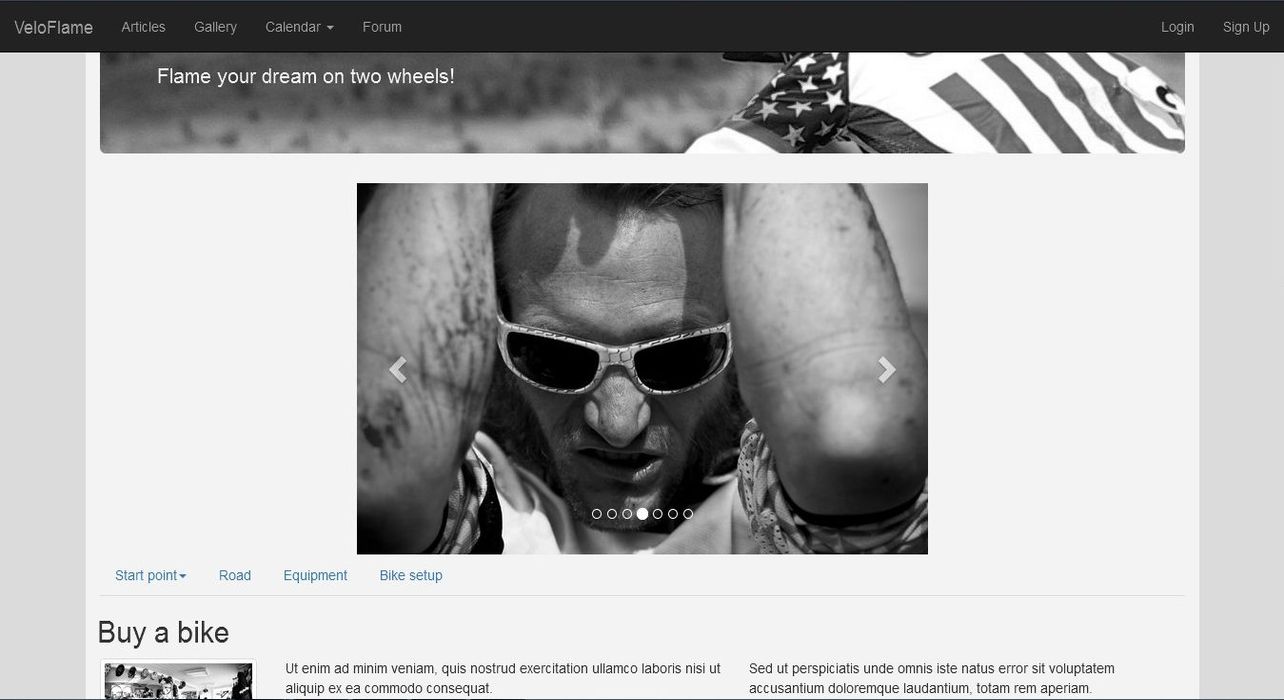 VeloFlame Articles Gallery Calendar Forum Login Sign Up
Flame your dream on two wheels!
Start point Road Equipment Bike setup
Buy a bike
Ut enim ad minim veniam, quis nostrud exercitation ullamco laboris nisi ut
aliquip ex ea commodo consequat.
Sed ut perspiciatis unde omnis iste natus error sit voluptatem
accusantium doloremque laudantium, totam rem aperiam.